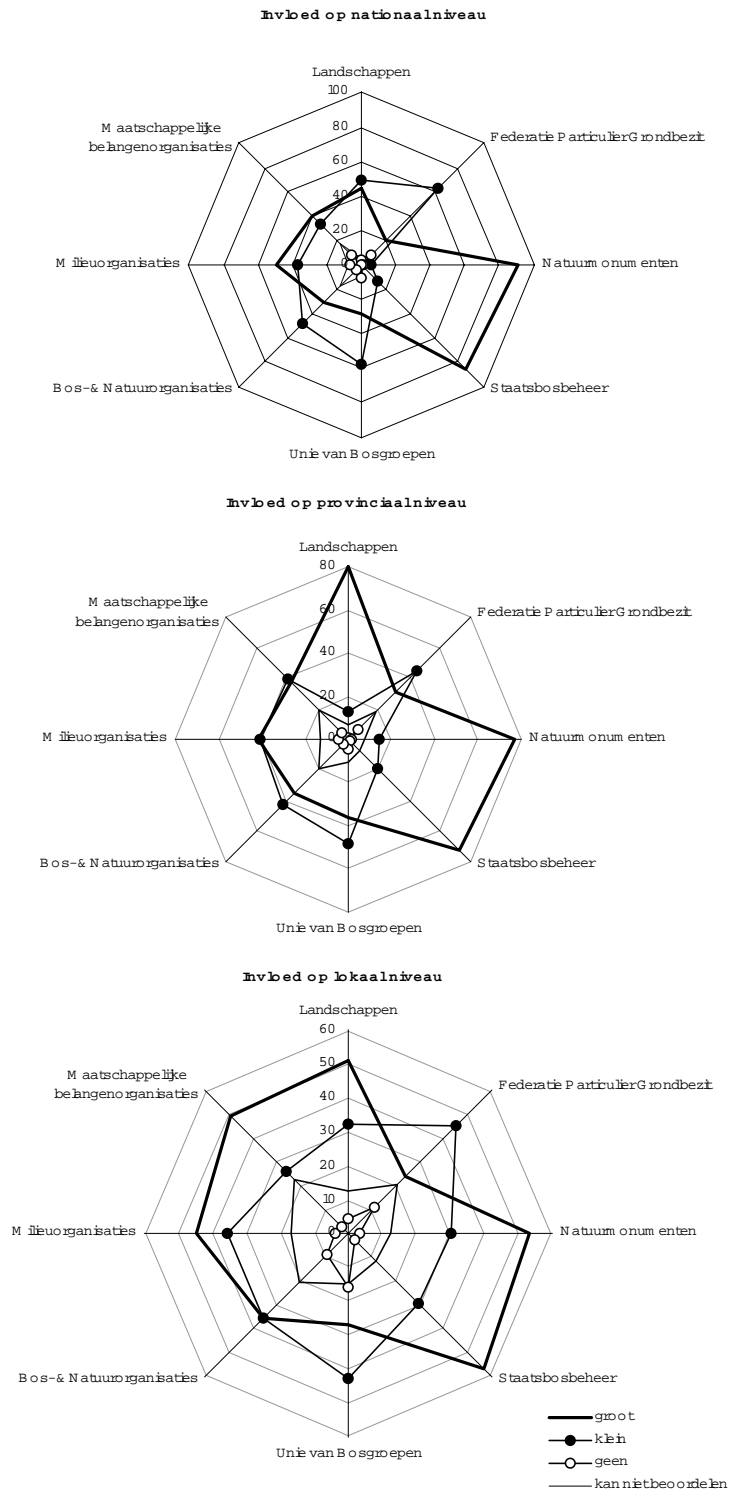 Invloed op nationaal niveau
Landschappen
100
80
60
40
20
0
Maatschappelijke
belangenorganisaties
Federatie Particulier Grondbezit
Milieuorganisaties
Natuurmonumenten
Bos- & Natuurorganisaties
Staatsbosbeheer
Unie van Bosgroepen
Invloed op provinciaal niveau
Landschappen
80
60
40
20
0
Maatschappelijke
belangenorganisaties
Federatie Particulier Grondbezit
Milieuorganisaties
Natuurmonumenten
Bos- & Natuurorganisaties
Staatsbosbeheer
Unie van Bosgroepen
Invloed op lokaal niveau
Landschappen
60
50
40
30
20
10
0
Maatschappelijke
belangenorganisaties
Federatie Particulier Grondbezit
Milieuorganisaties
Natuurmonumenten
Bos- & Natuurorganisaties
Staatsbosbeheer
Unie van Bosgroepen
groot
klein
geen
kan niet beoordelen